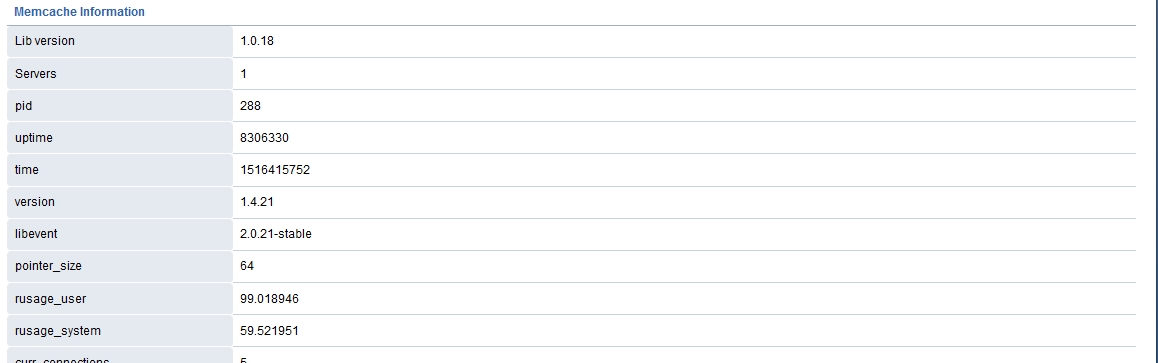 Memcache Information
Lib version 1.0.18
Servers 1
pid 288
uptime 8306330
time 1516415752
version 1.4.21
libevent 2.0.21-stable
pointer_size 64
rusage_user 99.018946
rusage_system 59.521951
curr_connections 5